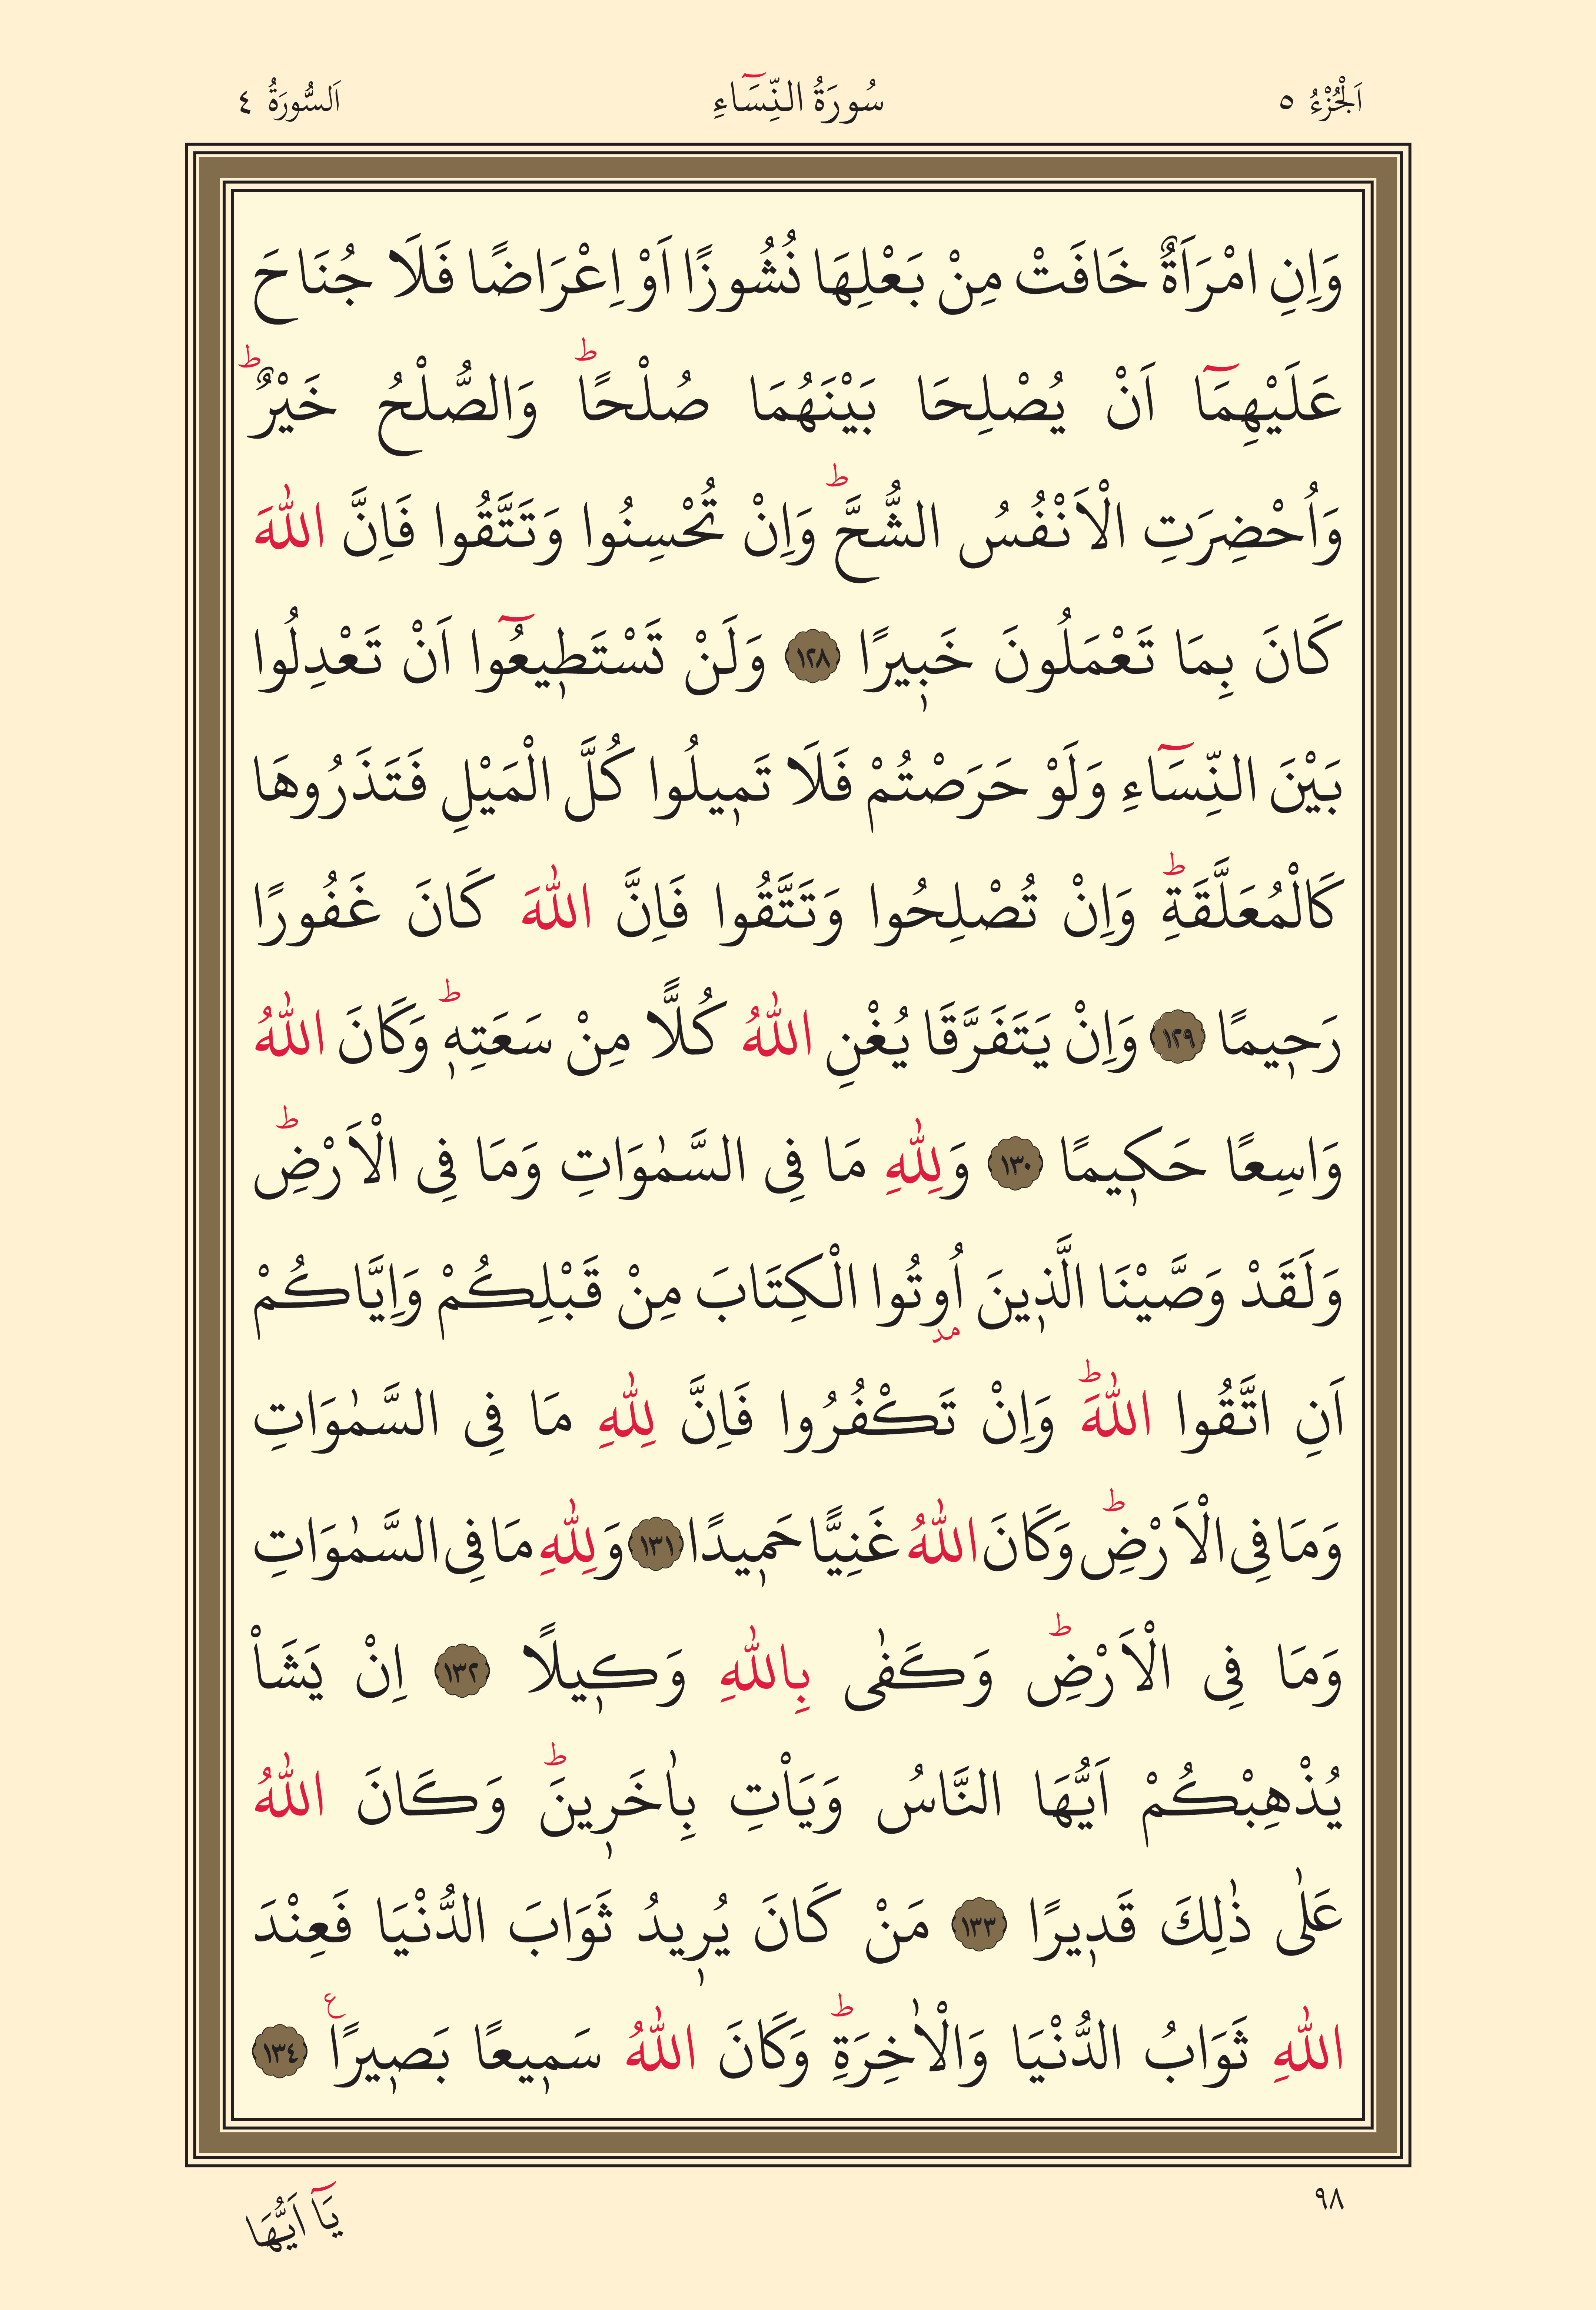 اَلْجُزْءُ ٥ سُورَةُ النِّسَٓاءِ اَلسُّورَةُ ٤
وَاِنِ امْرَاَةٌ خَافَتْ مِنْ بَعْلِهَا نُشُوزًا اَوْ اِعْرَاضًا فَلَا جُنَاحَ
عَلَيْهِمَٓا اَنْ يُصْلِحَا بَيْنَهُمَا صُلْحًاۜ وَالصُّلْحُ خَيْرٌۜ
وَاُحْضِرَتِ الْاَنْفُسُ الشُّحَّۜ وَاِنْ تُحْسِنُوا وَتَتَّقُوا فَاِنَّ اللّٰهَ
كَانَ بِمَا تَعْمَلُونَ خَب۪يرًا ﴿١٢٨﴾ وَلَنْ تَسْتَط۪يعُٓوا اَنْ تَعْدِلُوا
بَيْنَ النِّسَٓاءِ وَلَوْ حَرَصْتُمْ فَلَا تَم۪يلُوا كُلَّ الْمَيْلِ فَتَذَرُوهَا
كَالْمُعَلَّقَةِۜ وَاِنْ تُصْلِحُوا وَتَتَّقُوا فَاِنَّ اللّٰهَ كَانَ غَفُورًا
رَح۪يمًا ﴿١٢٩﴾ وَاِنْ يَتَفَرَّقَا يُغْنِ اللّٰهُ كُلًّا مِنْ سَعَتِه۪ۜ وَكَانَ اللّٰهُ
وَاسِعًا حَك۪يمًا ﴿١٣٠﴾ وَلِلّٰهِ مَا فِى السَّمٰوَاتِ وَمَا فِى الْاَرْضِۜ
وَلَقَدْ وَصَّيْنَا الَّذ۪ينَ اُو۫تُوا الْكِتَابَ مِنْ قَبْلِكُمْ وَاِيَّاكُمْ
اَنِ اتَّقُوا اللّٰهَۜ وَاِنْ تَكْفُرُوا فَاِنَّ لِلّٰهِ مَا فِى السَّمٰوَاتِ
وَمَا فِى الْاَرْضِۜ وَكَانَ اللّٰهُ غَنِيًّا حَم۪يدًا ﴿١٣١﴾ وَلِلّٰهِ مَا فِى السَّمٰوَاتِ
وَمَا فِى الْاَرْضِۜ وَكَفٰى بِاللّٰهِ وَك۪يلًا ﴿١٣٢﴾ اِنْ يَشَاْ
يُذْهِبْكُمْ اَيُّهَا النَّاسُ وَيَاْتِ بِاٰخَر۪ينَۜ وَكَانَ اللّٰهُ
عَلٰى ذٰلِكَ قَد۪يرًا ﴿١٣٣﴾ مَنْ كَانَ يُر۪يدُ ثَوَابَ الدُّنْيَا فَعِنْدَ
اللّٰهِ ثَوَابُ الدُّنْيَا وَالْاٰخِرَةِۜ وَكَانَ اللّٰهُ سَم۪يعًا بَص۪يرًا۟ ﴿١٣٤﴾
٩٨
يَٓا اَيُّهَا